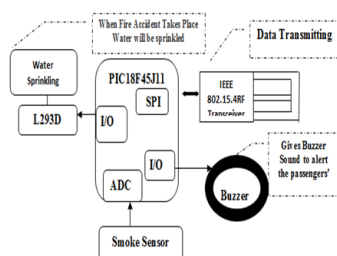 When Fire Accident Takes Place
Water will be sprinkled
Data Transmitting
Water
Sprinkling
PIC18F45J11
SPI
IEEE
802.15.4RF
Transceiver
L293D
I/O
I/O
ADC
Gives Buzzer
Sound to alert
the passengers'
Buzzer
Smoke Sensor